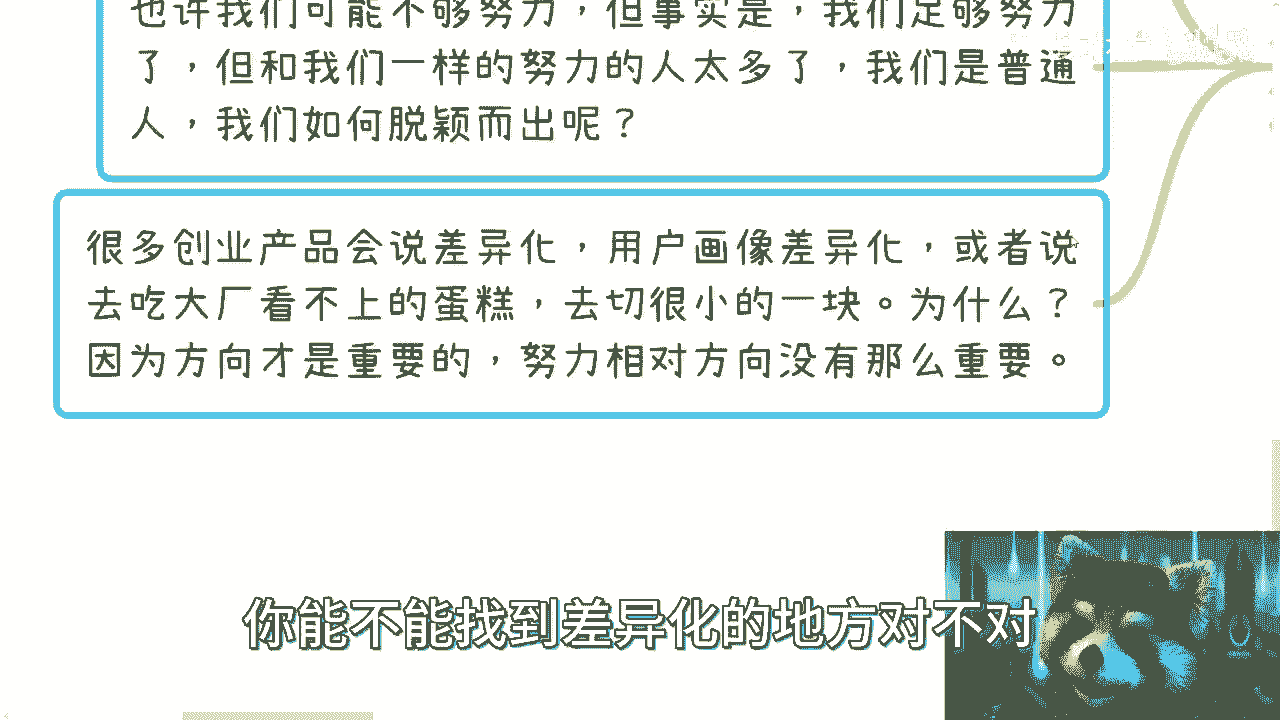 也许我们可能不够努力，但事实是，我们足够努力
了，但和我们一样的努力的人太多了，我们是普通
人，我们如何脱颖而出呢？
很多创业产品会说差异化，用户画像差异化，或者说
去吃大厂看不上的蛋糕，去切很小的一块。为什么？
因为方向才是重要的，努力相对方向没有那么重要。
你能不能找到差异化的地方对不对